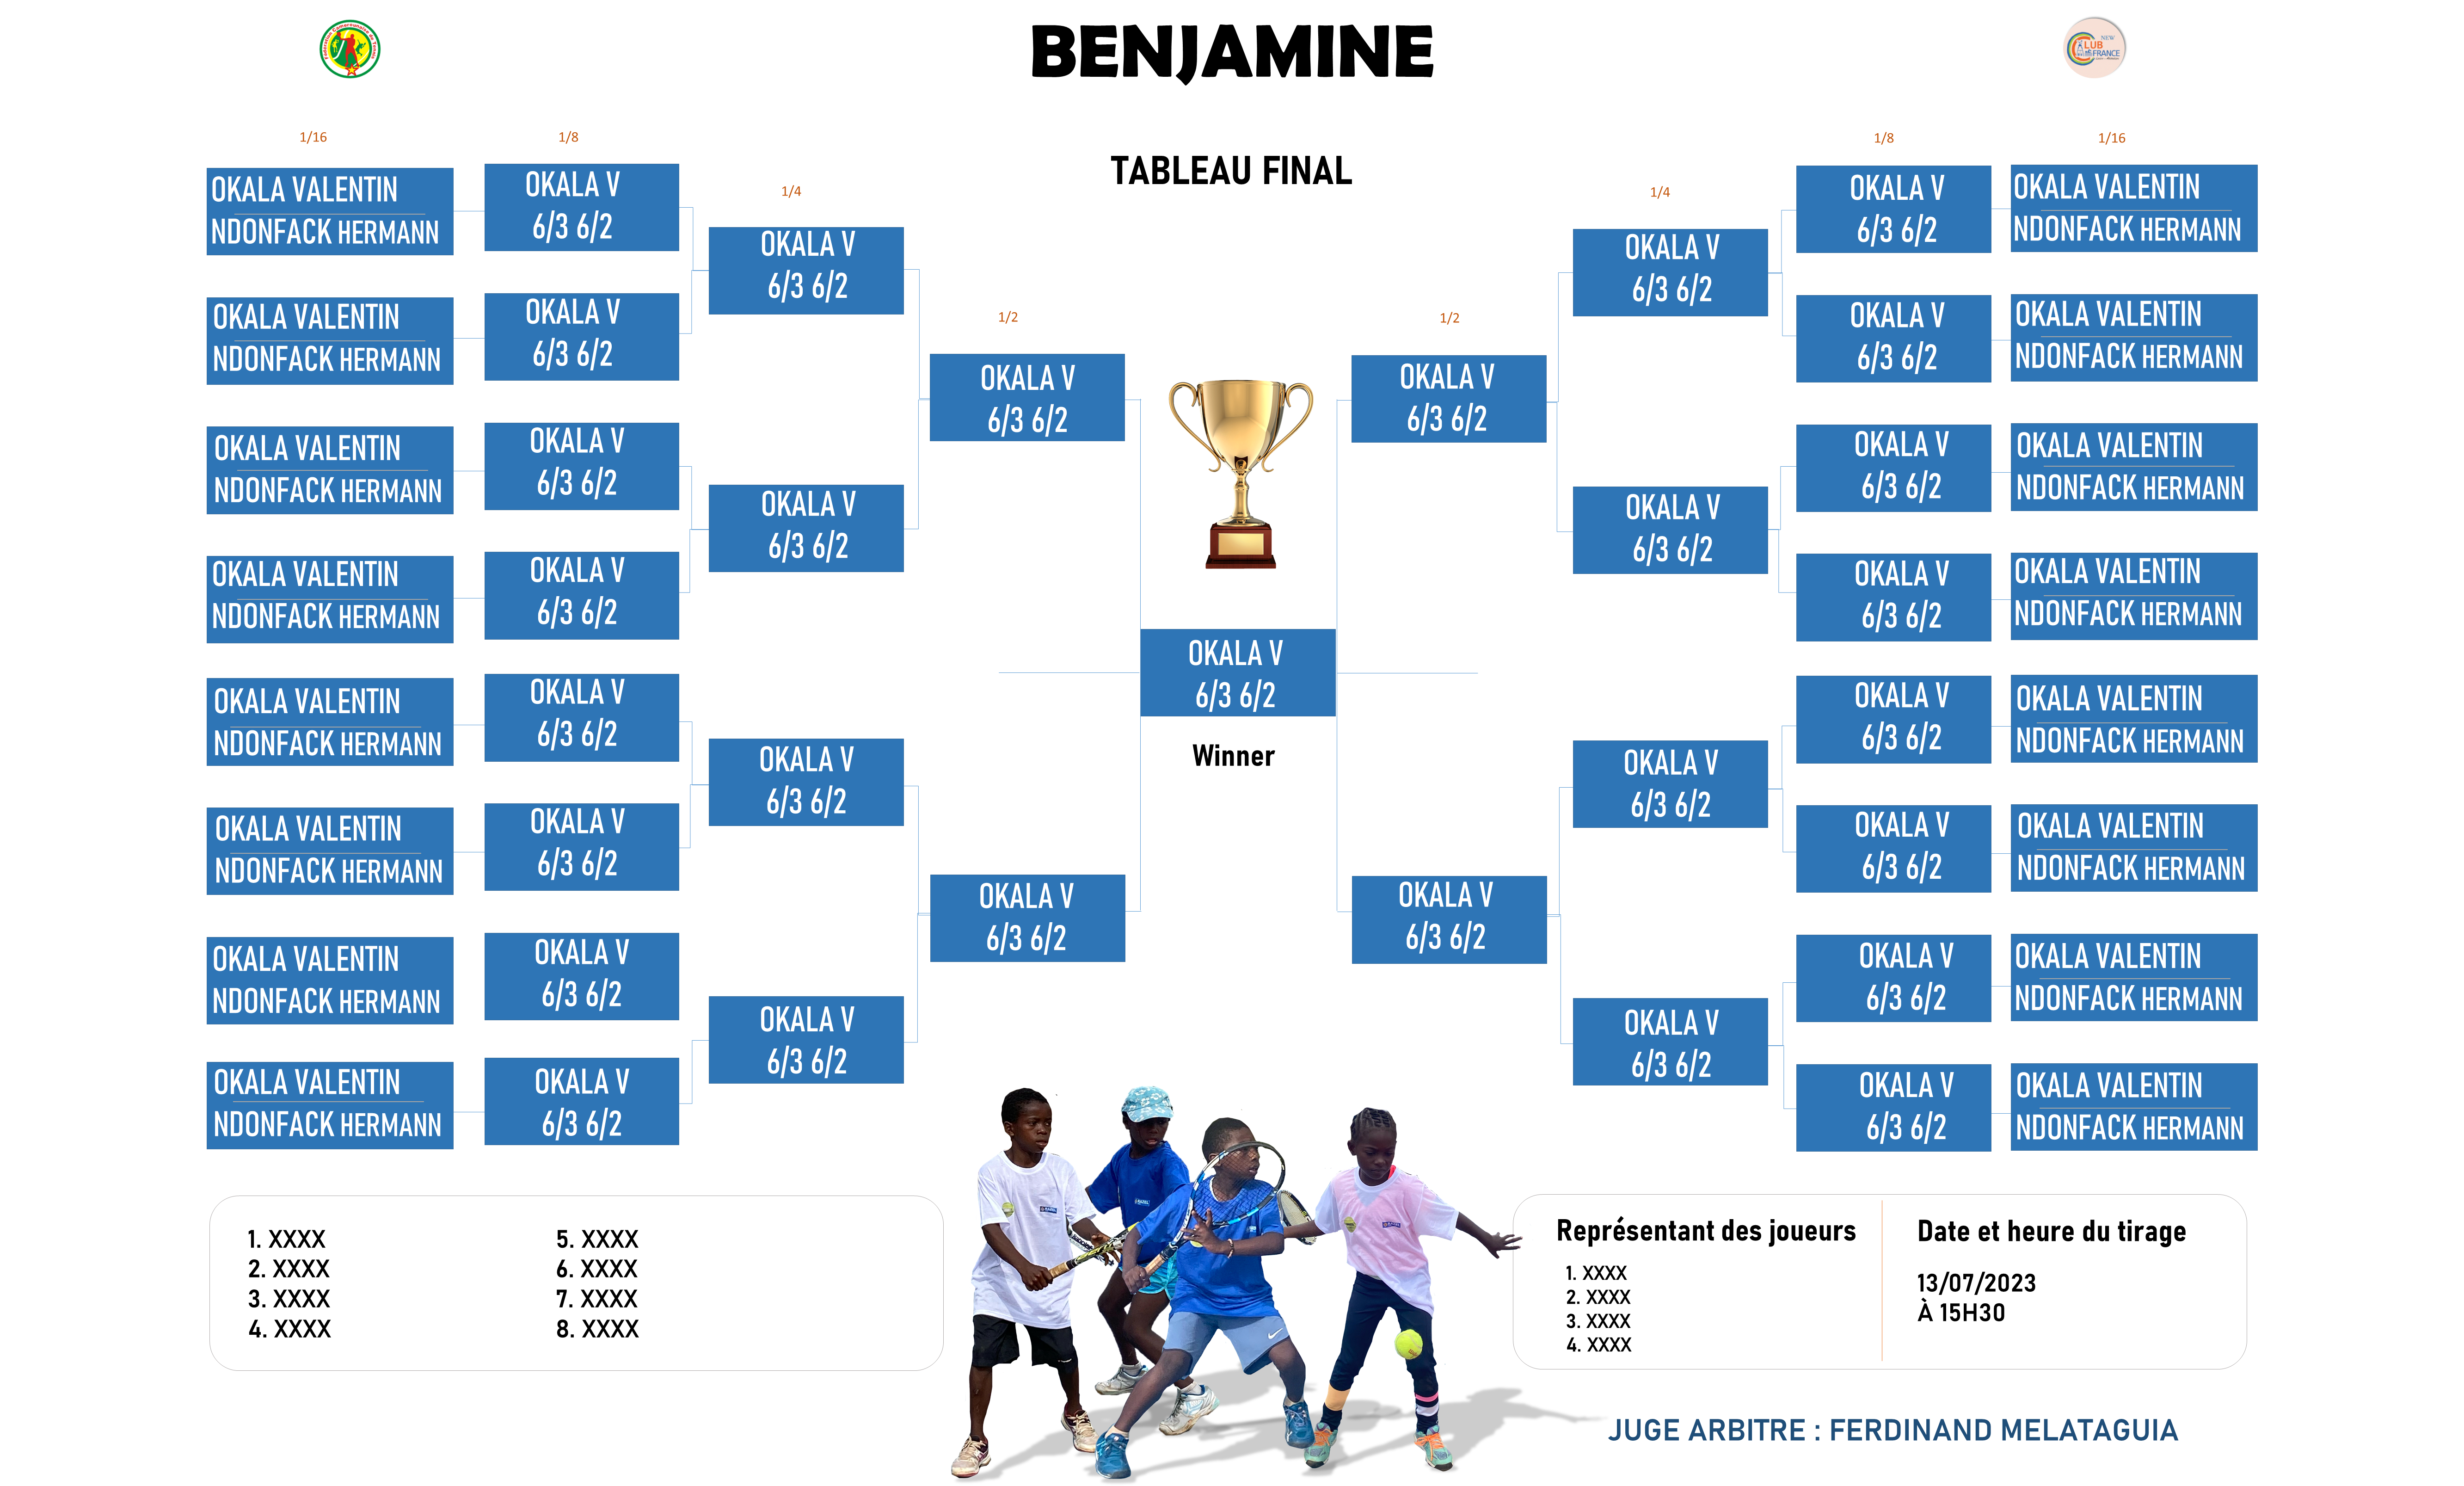 BENJAMINE
NEW
CLUB
FRANCE
TABLEAU FINAL
1/16
1/8
1/4
1/2
1/2
1/4
1/8
1/16
OKALA VALENTIN
NDONFACK HERMANN
OKALA VALENTIN
NDONFACK HERMANN
OKALA VALENTIN
NDONFACK HERMANN
OKALA VALENTIN
NDONFACK HERMANN
OKALA VALENTIN
NDONFACK HERMANN
OKALA VALENTIN
NDONFACK HERMANN
OKALA VALENTIN
NDONFACK HERMANN
OKALA VALENTIN
NDONFACK HERMANN
OKALA V
6/3 6/2
OKALA V
6/3 6/2
OKALA V
6/3 6/2
OKALA V
6/3 6/2
OKALA V
6/3 6/2
OKALA V
6/3 6/2
OKALA V
6/3 6/2
OKALA V
6/3 6/2
OKALA V
6/3 6/2
OKALA V
6/3 6/2
OKALA V
6/3 6/2
OKALA V
6/3 6/2
OKALA V
6/3 6/2
OKALA V
6/3 6/2
OKALA V
6/3 6/2
Winner
OKALA V
6/3 6/2
OKALA V
6/3 6/2
OKALA V
6/3 6/2
OKALA V
6/3 6/2
OKALA V
6/3 6/2
OKALA V
6/3 6/2
OKALA V
6/3 6/2
OKALA V
6/3 6/2
OKALA V
6/3 6/2
OKALA V
6/3 6/2
OKALA V
6/3 6/2
OKALA V
6/3 6/2
OKALA V
6/3 6/2
OKALA V
6/3 6/2
OKALA VALENTIN
NDONFACK HERMANN
OKALA VALENTIN
NDONFACK HERMANN
OKALA VALENTIN
NDONFACK HERMANN
OKALA VALENTIN
NDONFACK HERMANN
OKALA VALENTIN
NDONFACK HERMANN
OKALA VALENTIN
NDONFACK HERMANN
OKALA VALENTIN
NDONFACK HERMANN
OKALA VALENTIN
NDONFACK HERMANN
1. XXXX
2. XXXX
3. XXXX
4. XXXX
5. XXXX
6. XXXX
7. XXXX
8. XXXX
Représentant des joueurs
1. XXXX
2. XXXX
3. XXXX
4. XXXX
Date et heure du tirage
13/07/2023
À 15H30
JUGE ARBITRE : FERDINAND MELATAGUIA